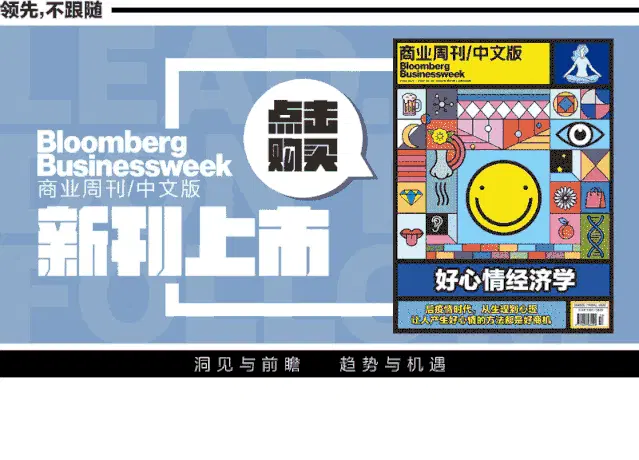 领先,不跟随
LEAD.
FOLLO
点击
购买
Bloomberg
Businessweek
商业周刊/中文版
新刊上市
商业周刊/中文版
Bloomberg
Businessweek
好心情经济学
后疫情时代,从生理到心理
让人产生好心情的方法都是好商机
洞见与前瞻 趋势与机遇